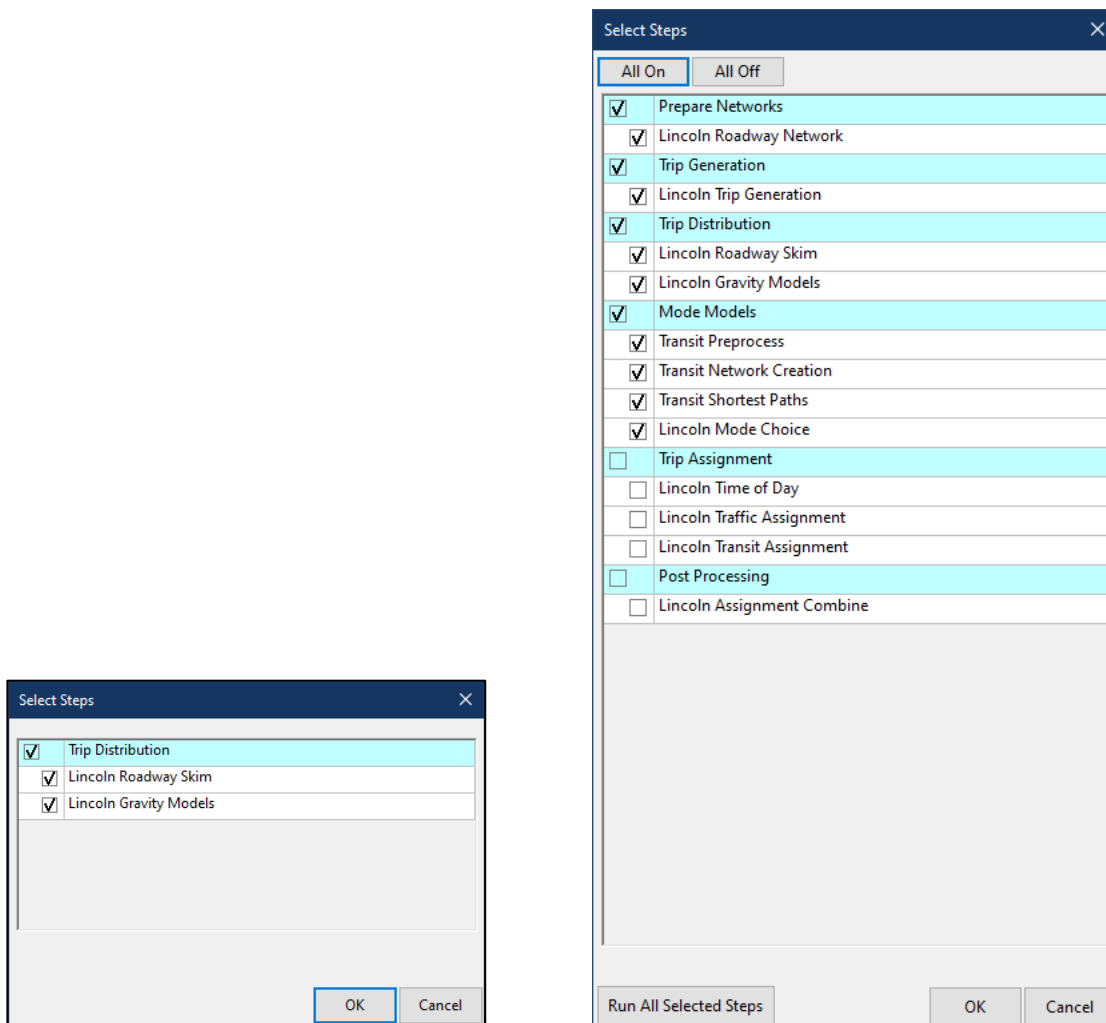 Select Steps
Trip Distribution
Lincoln Roadway Skim
Lincoln Gravity Models
OK
Cancel
Select Steps
All On
All Off
Prepare Networks
Lincoln Roadway Network
Trip Generation
Lincoln Trip Generation
Trip Distribution
Lincoln Roadway Skim
Lincoln Gravity Models
Mode Models
Transit Preprocess
Transit Network Creation
Transit Shortest Paths
Lincoln Mode Choice
Trip Assignment
Lincoln Time of Day
Lincoln Traffic Assignment
Lincoln Transit Assignment
Post Processing
Lincoln Assignment Combine
Run All Selected Steps
OK
Cancel